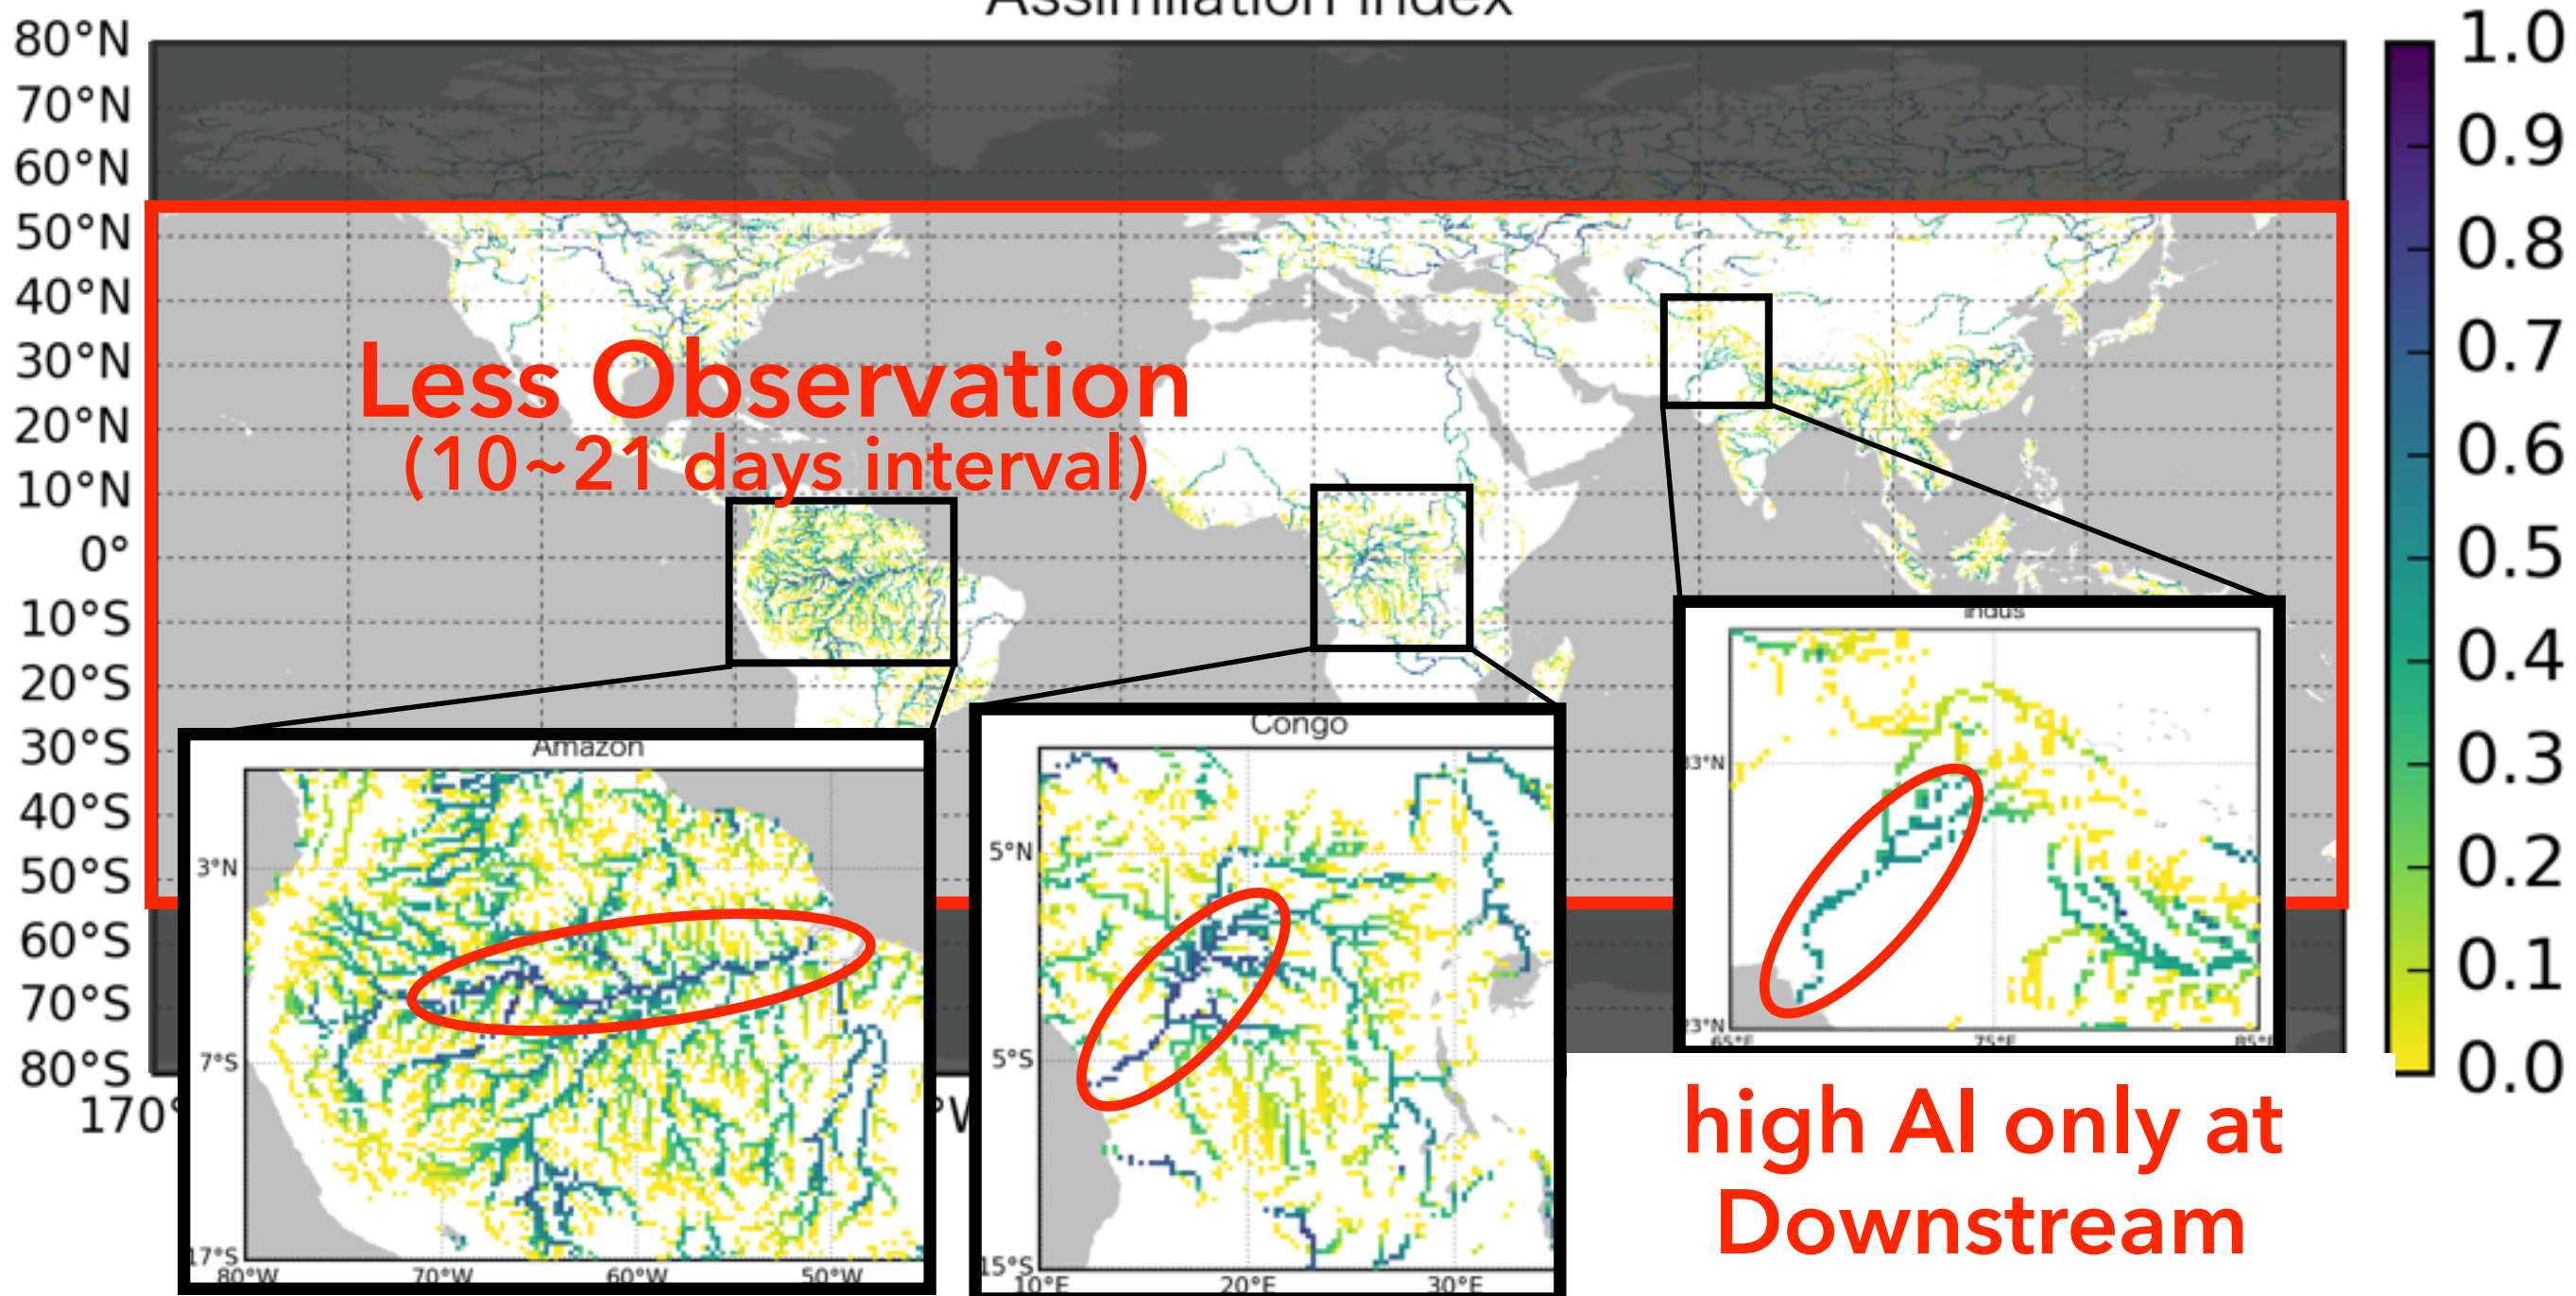 Assimilation Index
80°N
70°N
60°N
50°N
40°N
30°N
20°N
10°N
0°
10°S
20°S
30°S
40°S
50°S
60°S
70°S
80°S
170°
°W
1.0
0.9
0.8
0.7
0.6
0.5
0.4
0.3
0.2
0.1
0.0
Less Observation
(10~21 days interval)
Amazon
3°N
7°S
17°S
80°W 70°W 60°W 50°W
Congo
5°N
5°S
15°S
10°E 20°E 30°E
Indus
33°N
23°N
65°E 75°E 85°E
high AI only at
Downstream